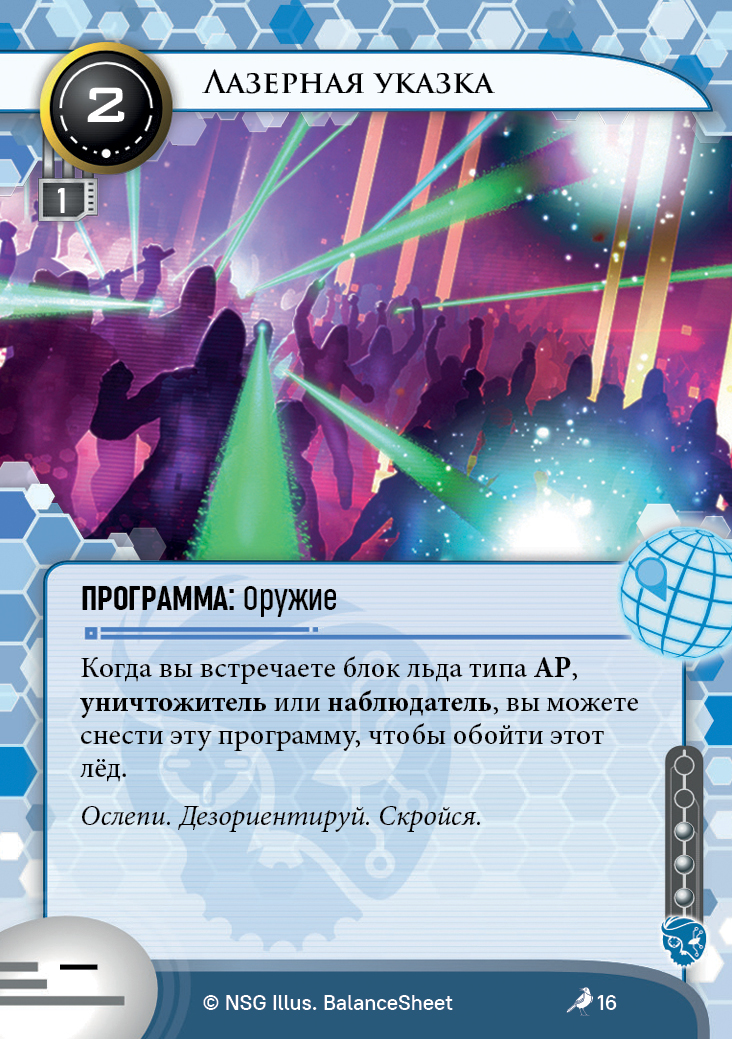 Лазерная указка
2
1
ПРОГРАММА: Оружие
Когда вы встречаете блок льда типа АР,
уничтожитель или наблюдатель, вы можете
снести эту программу, чтобы обойти этот
лёд.
Ослепи. Дезориентируй. Скройся.
© NSG Illus. BalanceSheet
16